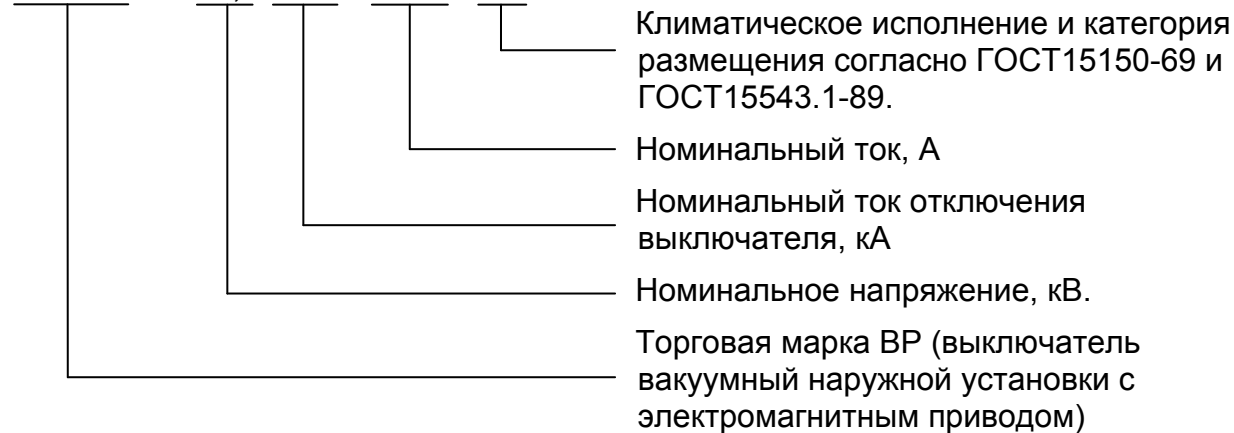 Климатическое исполнение и категория
размещения согласно ГОСТ15150-69 и
ГОСТ15543.1-89.
Номинальный ток, А
Номинальный ток отключения
выключателя, кА
Номинальное напряжение, кВ.
Торговая марка ВР (выключатель
вакуумный наружной установки с
электромагнитным приводом)